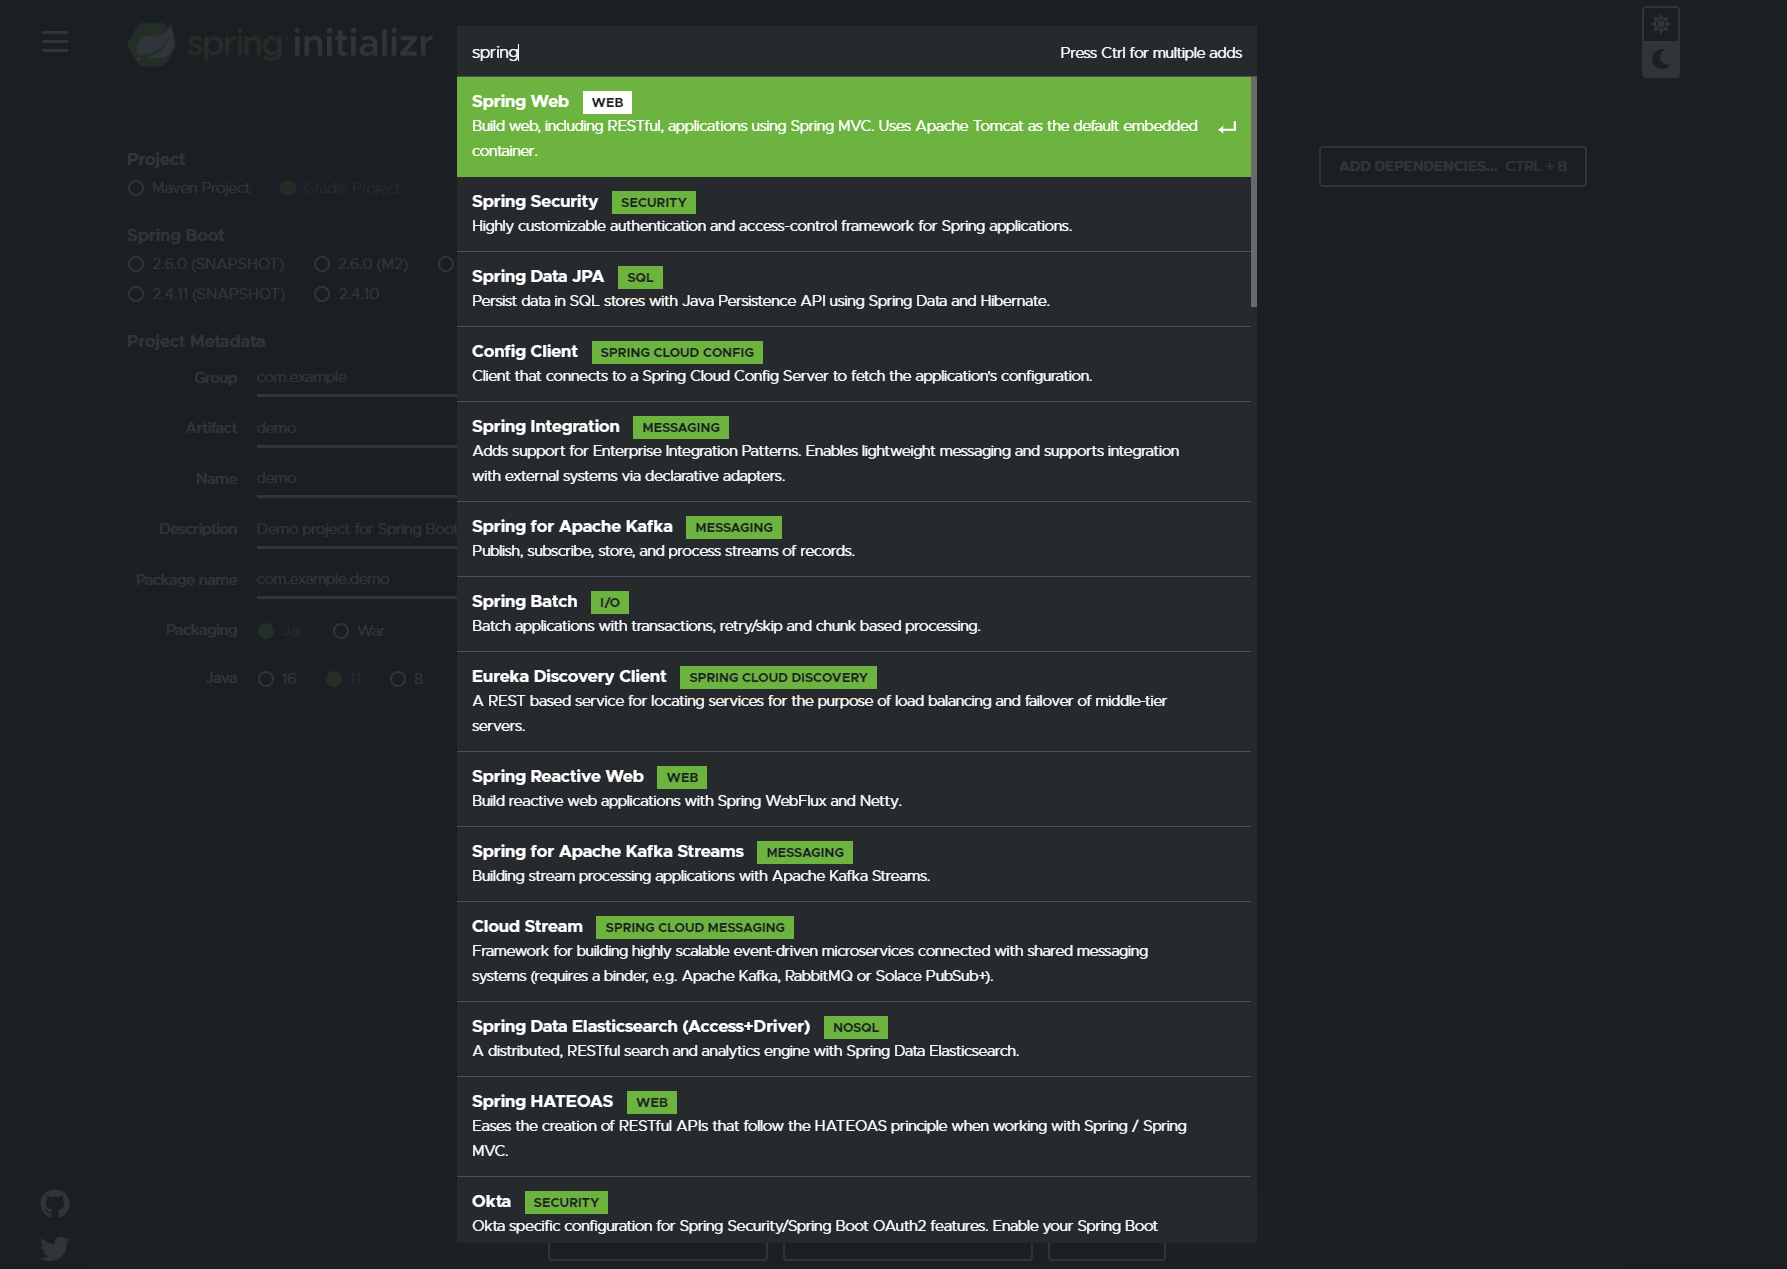 spring initializr
spring
Press Ctrl for multiple adds
Spring Web WEB
Build web, including RESTful, applications using Spring MVC. Uses Apache Tomcat as the default embedded
container.
Spring Security SECURITY
Highly customizable authentication and access-control framework for Spring applications.
Spring Data JPA SQL
Persist data in SQL stores with Java Persistence API using Spring Data and Hibernate.
Config Client SPRING CLOUD CONFIG
Client that connects to a Spring Cloud Config Server to fetch the application's configuration.
Spring Integration MESSAGING
Adds support for Enterprise Integration Patterns. Enables lightweight messaging and supports integration
with external systems via declarative adapters.
Spring for Apache Kafka MESSAGING
Publish, subscribe, store, and process streams of records.
Spring Batch I/O
Batch applications with transactions, retry/skip and chunk based processing.
Eureka Discovery Client SPRING CLOUD DISCOVERY
A REST based service for locating services for the purpose of load balancing and failover of middle-tier
servers.
Spring Reactive Web WEB
Build reactive web applications with Spring WebFlux and Netty.
Spring for Apache Kafka Streams MESSAGING
Building stream processing applications with Apache Kafka Streams.
Cloud Stream SPRING CLOUD MESSAGING
Framework for building highly scalable event-driven microservices connected with shared messaging
systems (requires a binder, e.g. Apache Kafka, RabbitMQ or Solace PubSub+).
Spring Data Elasticsearch (Access+Driver) NOSQL
A distributed, RESTful search and analytics engine with Spring Data Elasticsearch.
Spring HATEOAS WEB
Eases the creation of RESTful APIs that follow the HATEOAS principle when working with Spring / Spring
MVC.
Okta SECURITY
Okta specific configuration for Spring Security/Spring Boot OAuth2 features. Enable your Spring Boot
Project
Maven Project Gradle Project
Spring Boot
2.6.0 (SNAPSHOT) 2.6.0 (M2)
2.4.11 (SNAPSHOT) 2.4.10
Project Metadata
Group com.example
Artifact demo
Name demo
Description Demo project for Spring Boot
Package name com.example.demo
Packaging Jar War
Java 16 11 8
ADD DEPENDENCIES... CTRL + B